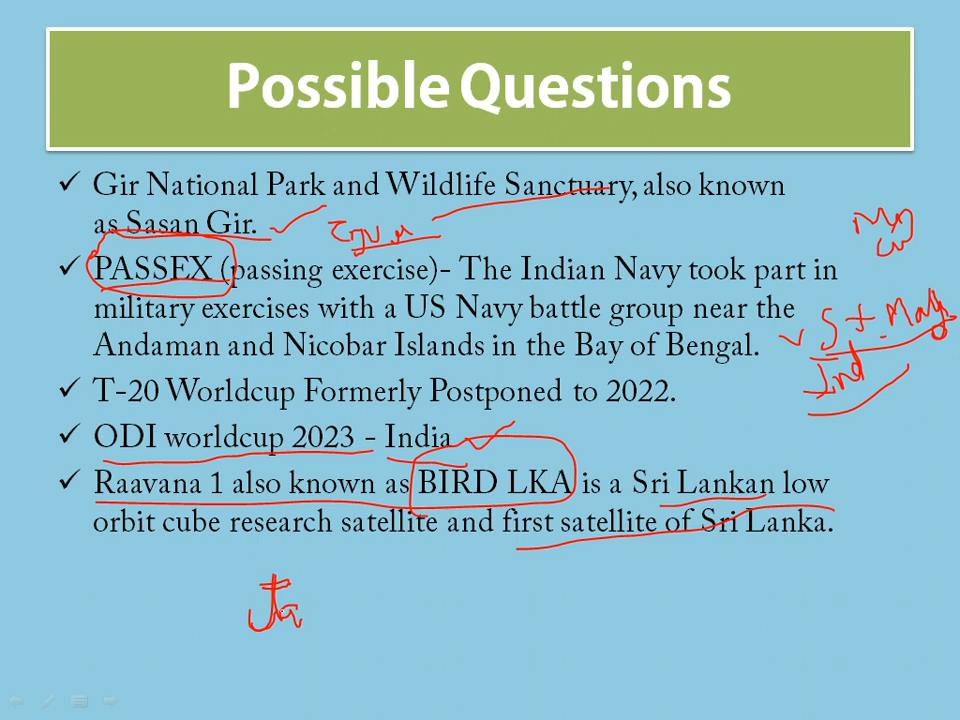 Possible Questions
✓ Gir National Park and Wildlife Sanctuary, also known
as Sasan Gir.
✓ PASSEX (passing exercise)- The Indian Navy took part in
military exercises with a US Navy battle group near the
Andaman and Nicobar Islands in the Bay of Bengal.
S + Malq
Ind
✓ T-20 Worldcup Formerly Postponed to 2022.
✓ ODI worldcup 2023 - India
✓ Raavana 1 also known as BIRD LKA is a Sri Lankan low
orbit cube research satellite and first satellite of Sri Lanka.